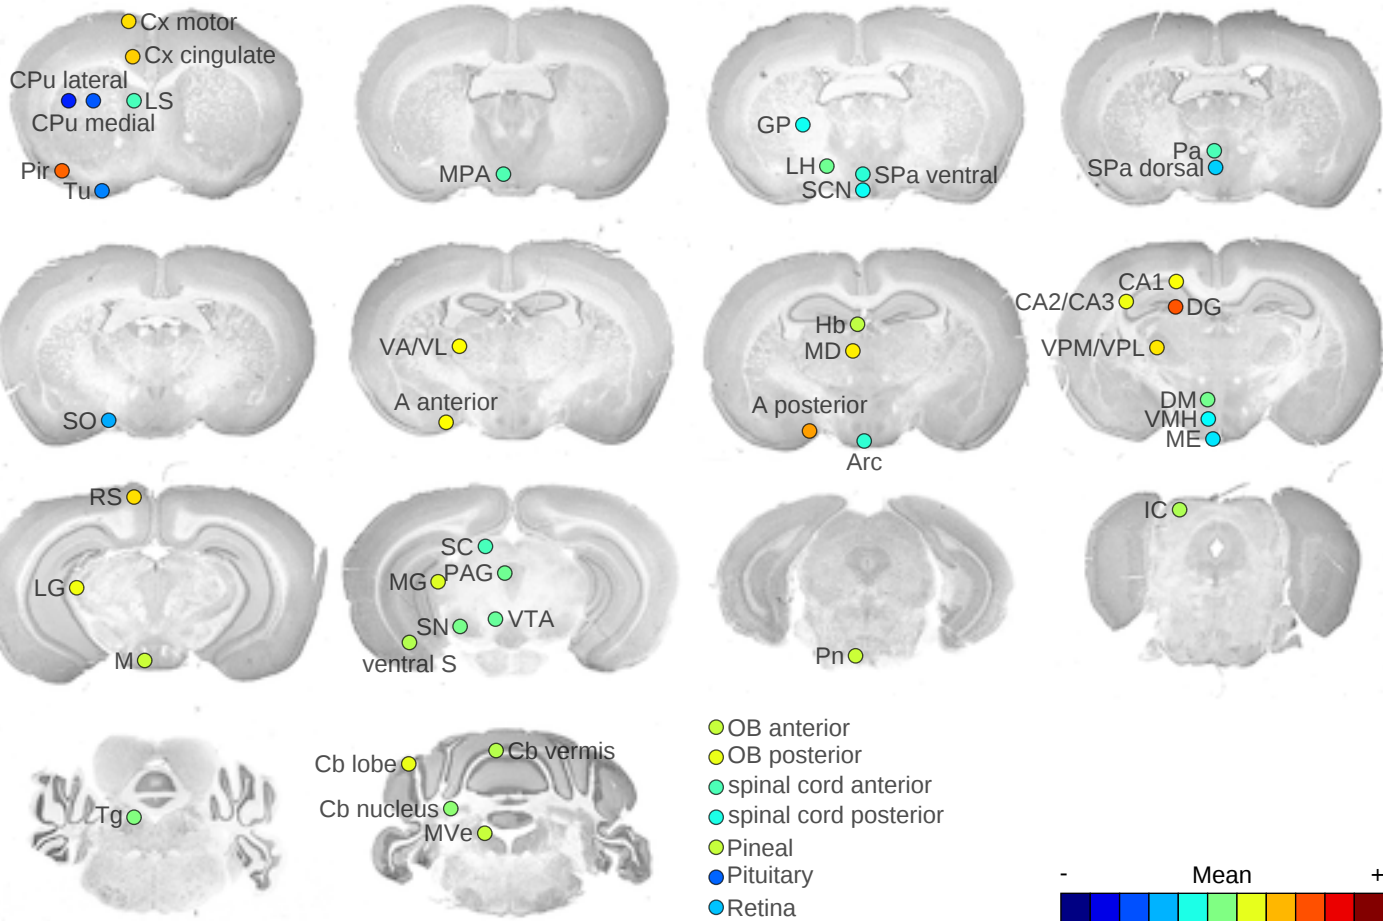 Cx motor
Cx cingulate
CPu lateral
LS
CPu medial
Pir
Tu
MPA
GP
LH
SPa ventral
SCN
Pa
SPa dorsal
SO
VA/VL
A anterior
Hb
MD
A posterior
Arc
CA1
CA2/CA3
DG
VPM/VPL
DM
VMH
ME
RS
LG
M
SC
PAG
MG
VTA
SN
ventral S
Pn
IC
Tg
Cb lobe
Cb vermis
Cb nucleus
MVe
OB anterior
OB posterior
spinal cord anterior
spinal cord posterior
Pineal
Pituitary
Retina
- Mean +